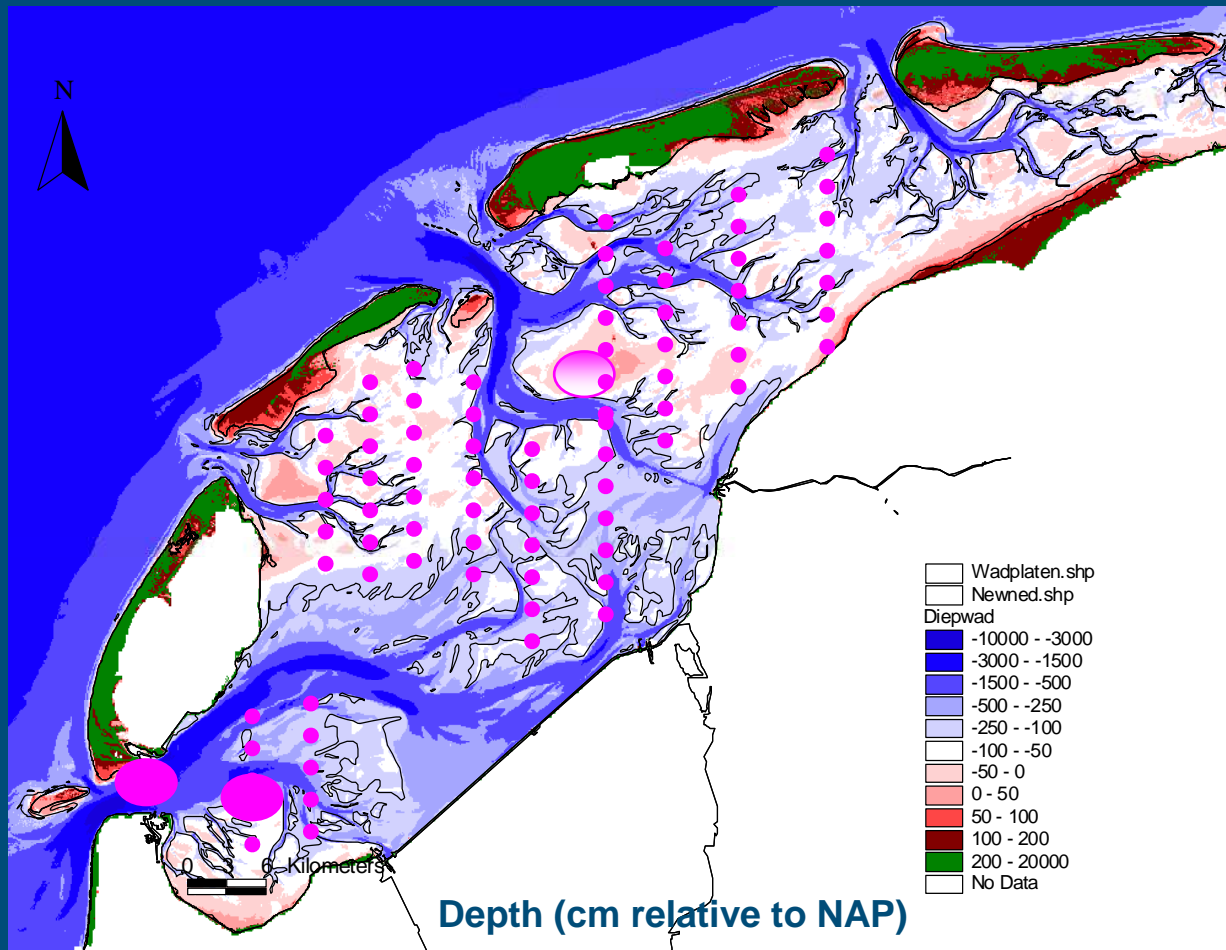 N
Wadplaten.shp
Newned.shp
Diepwad
-10000 - -3000
-3000 - -1500
-1500 - -500
-500 - -250
-250 - -100
-100 - -50
-50 - 0
0 - 50
50 - 100
100 - 200
200 - 20000
No Data
0 3 6 Kilometers
Depth (cm relative to NAP)